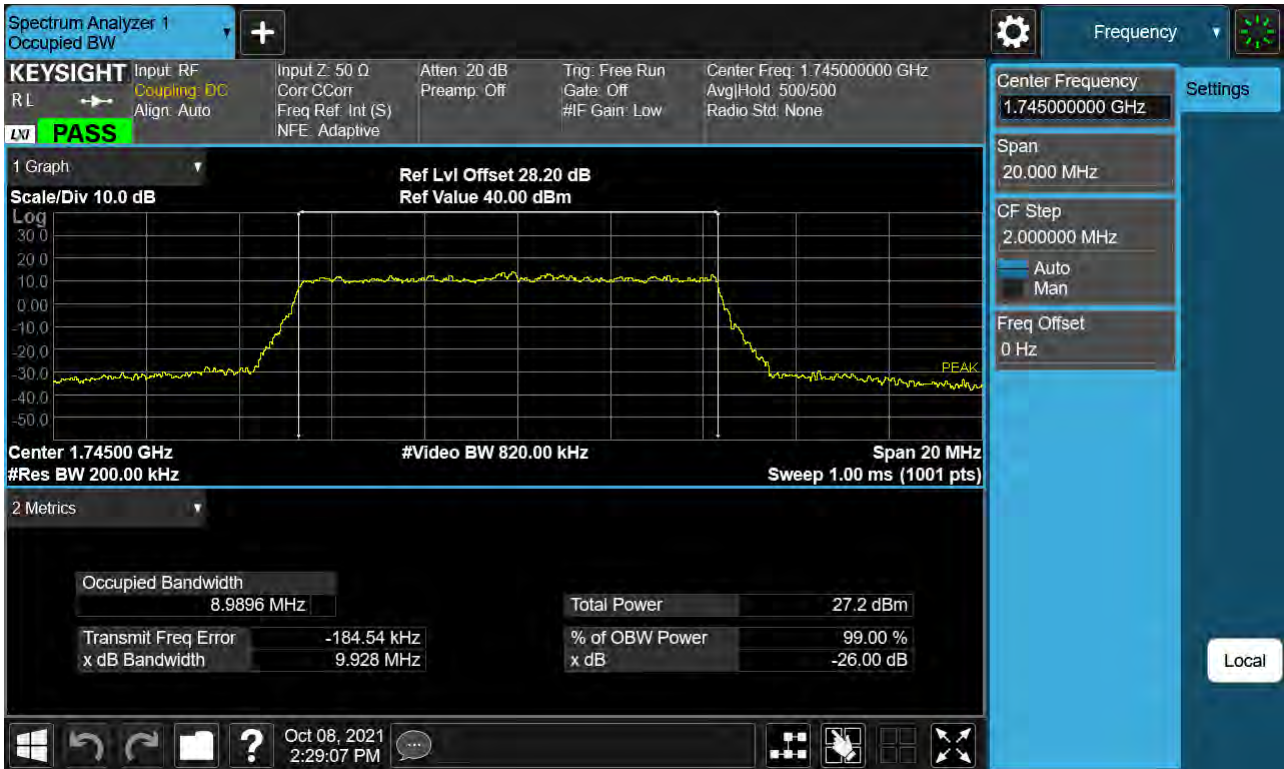 Spectrum Analyzer 1
Occupied BW
+
Frequency
KEYSIGHT
RL
LXI PASS
Input: RF
Coupling: DC
Align: Auto
Input Z: 50 Ω
Corr CCorr
Freq Ref: Int (S)
NFE: Adaptive
Atten: 20 dB
Preamp: Off
Trig: Free Run
Gate: Off
#IF Gain: Low
Center Freq: 1.745000000 GHz
Avg|Hold: 500/500
Radio Std: None
Center Frequency
1.745000000 GHz
Settings
Span
20.000 MHz
CF Step
2.000000 MHz
Auto
Man
Freq Offset
0 Hz
1 Graph
Scale/Div 10.0 dB
Ref Lvl Offset 28.20 dB
Ref Value 40.00 dBm
Log
30.0
20.0
10.0
0.00
-10.0
-20.0
-30.0
-40.0
-50.0
PEAK
Center 1.74500 GHz
#Video BW 820.00 kHz
Span 20 MHz
#Res BW 200.00 kHz
Sweep 1.00 ms (1001 pts)
2 Metrics
Occupied Bandwidth
8.9896 MHz
Total Power 27.2 dBm
Transmit Freq Error -184.54 kHz
% of OBW Power 99.00 %
x dB Bandwidth 9.928 MHz
x dB -26.00 dB
Local
?
Oct 08, 2021
2:29:07 PM